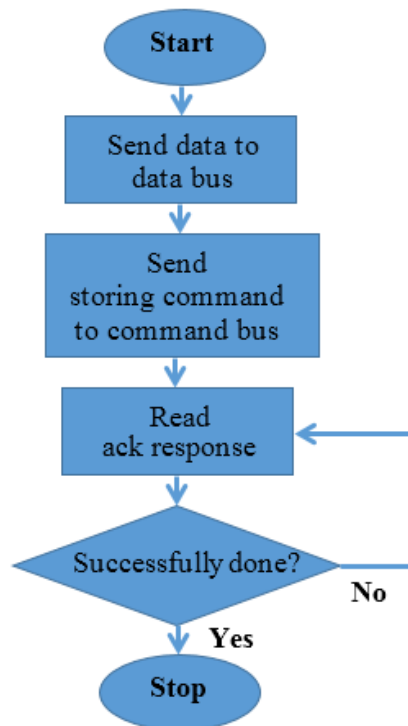 Start
Send data to
data bus
Send
storing command
to command bus
Read
ack response
Successfully done?
No
Yes
Stop